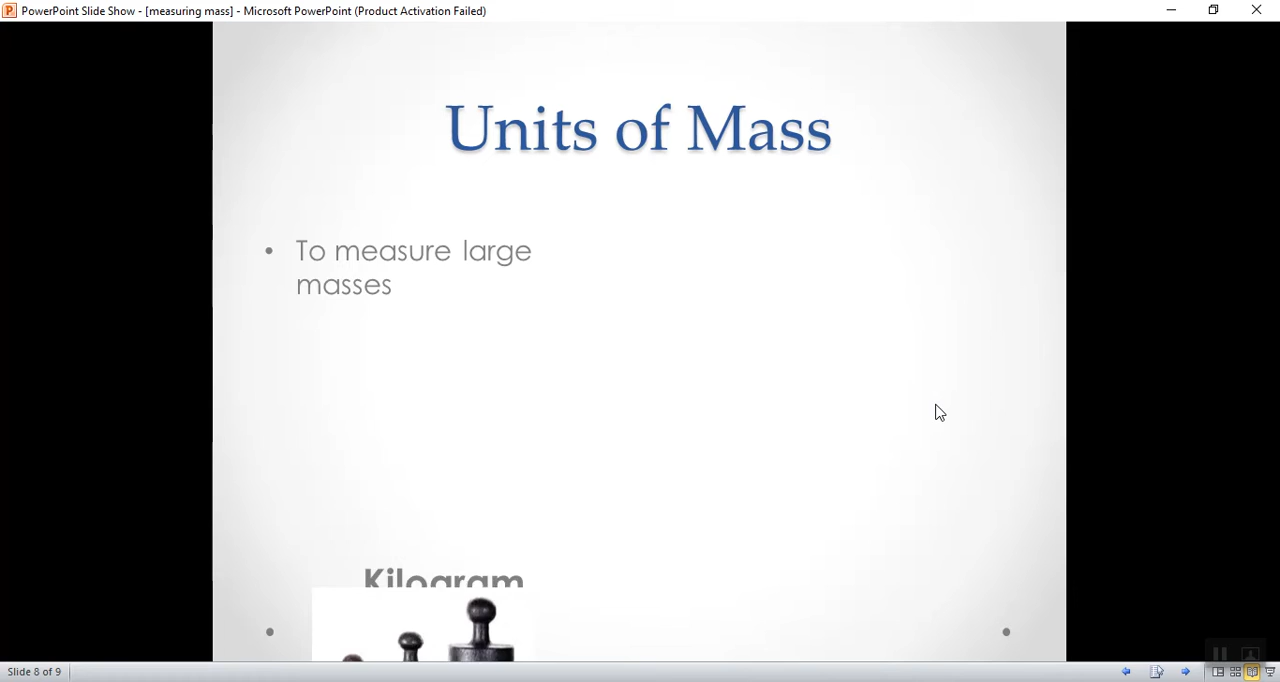 PowerPoint Slide Show - [measuring mass] - Microsoft PowerPoint (Product Activation Failed)
Units of Mass
• To measure large
masses
Kilogram
Slide 8 of 9